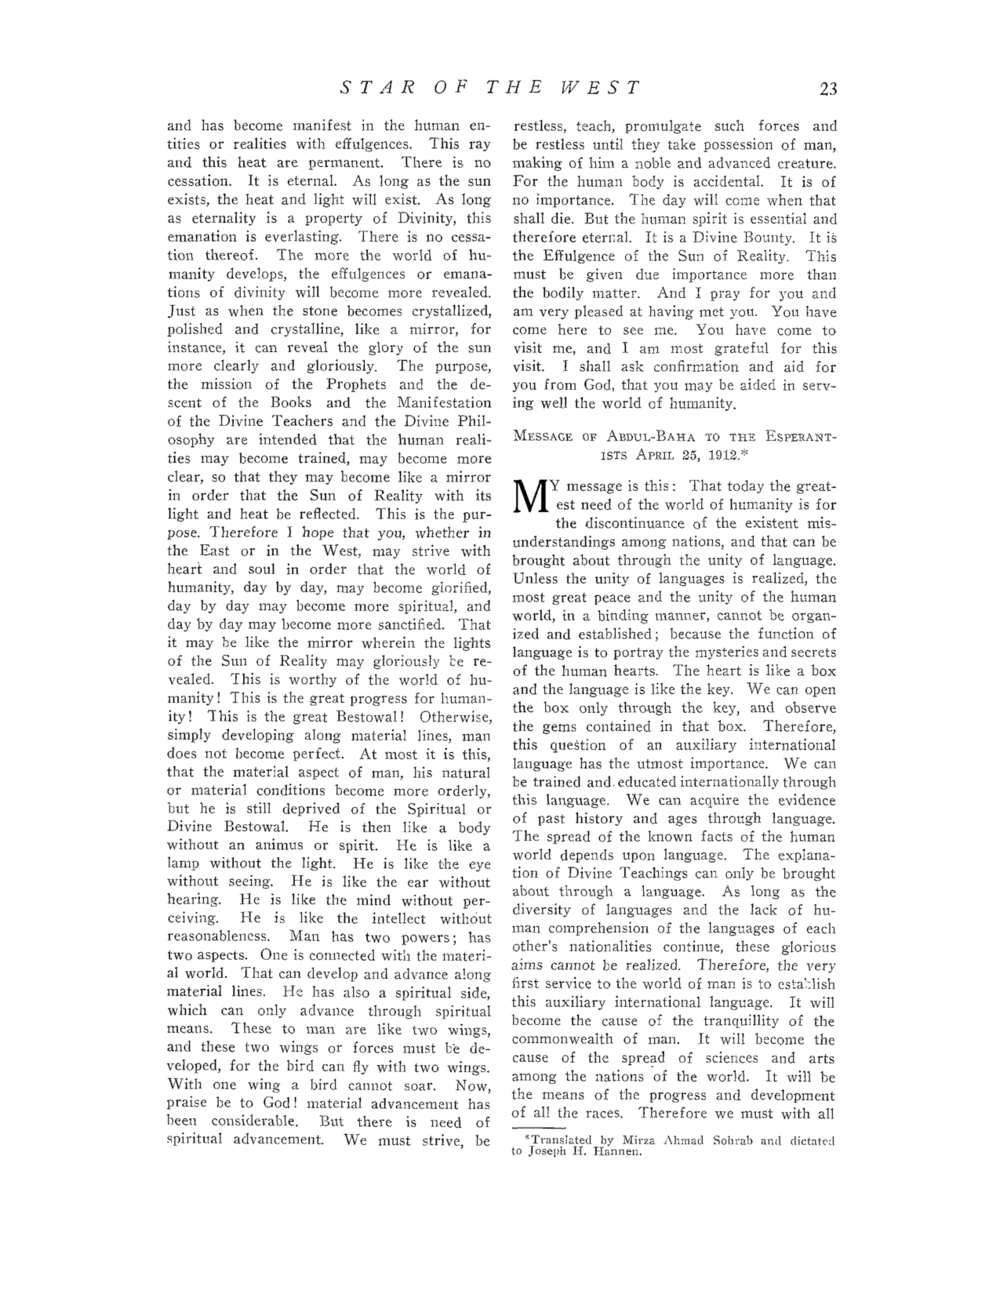 STAR OF THE WEST 23
and has become manifest in the human en-
tities or realities with effulgences. This ray
and this heat are permanent. There is no
cessation. It is eternal. As long as the sun
exists, the heat and light will exist. As long
as eternality is a property of Divinity, this
emanation is everlasting. There is no cessa-
tion thereof. The more the world of hu-
manity develops, the effulgences or emana-
tions of divinity will become more revealed.
Just as when the stone becomes crystallized,
polished and crystalline, like a mirror, for
instance, it can reveal the glory of the sun
more clearly and gloriously. The purpose,
the mission of the Prophets and the de-
scent of the Books and the Manifestation
of the Divine Teachers and the Divine Phil-
osophy are intended that the human reali-
ties may become trained, may become more
clear, so that they may become like a mirror
in order that the Sun of Reality with its
light and heat be reflected. This is the pur-
pose. Therefore I hope that you, whether in
the East or in the West, may strive with
heart and soul in order that the world of
humanity, day by day, may become glorified,
day by day may become more spiritual, and
day by day may become more sanctified. That
it may be like the mirror wherein the lights
of the Sun of Reality may gloriously be re-
vealed. This is worthy of the world of hu-
manity! This is the great progress for human-
ity! This is the great Bestowal! Otherwise,
simply developing along material lines, man
does not become perfect. At most it is this,
that the material aspect of man, his natural
or material conditions become more orderly,
but he is still deprived of the Spiritual or
Divine Bestowal. He is then like a body
without an animus or spirit. He is like a
lamp without the light. He is like the eye
without seeing. He is like the ear without
hearing. He is like the mind without per-
ceiving. He is like the intellect without
reasonableness. Man has two powers; has
two aspects. One is connected with the materi-
al world. That can develop and advance along
material lines. He has also a spiritual side,
which can only advance through spiritual
means. These to man are like two wings,
and these two wings or forces must be de-
veloped, for the bird can fly with two wings.
With one wing a bird cannot soar. Now,
praise be to God! material advancement has
been considerable. But there is need of
spiritual advancement. We must strive, be
restless, teach, promulgate such forces and
be restless until they take possession of man,
making of him a noble and advanced creature.
For the human body is accidental. It is of
no importance. The day will come when that
shall die. But the human spirit is essential and
therefore eternal. It is a Divine Bounty. It is
the Effulgence of the Sun of Reality. This
must be given due importance more than
the bodily matter. And I pray for you and
am very pleased at having met you. You have
come here to see me. You have come to
visit me, and I am most grateful for this
visit. I shall ask confirmation and aid for
you from God, that you may be aided in serv-
ing well the world of humanity.
MESSAGE OF ABDUL-BAHA TO THE ESPERANT-
ISTS APRIL 25, 1912.*
MY message is this: That today the great-
est need of the world of humanity is for
the discontinuance of the existent mis-
understandings among nations, and that can be
brought about through the unity of language.
Unless the unity of languages is realized, the
most great peace and the unity of the human
world, in a binding manner, cannot be organ-
ized and established; because the function of
language is to portray the mysteries and secrets
of the human hearts. The heart is like a box
and the language is like the key. We can open
the box only through the key, and observe
the gems contained in that box. Therefore,
this question of an auxiliary international
language has the utmost importance. We can
be trained and educated internationally through
this language. We can acquire the evidence
of past history and ages through language.
The spread of the known facts of the human
world depends upon language. The explana-
tion of Divine Teachings can only be brought
about through a language. As long as the
diversity of languages and the lack of hu-
man comprehension of the languages of each
other's nationalities continue, these glorious
aims cannot be realized. Therefore, the very
first service to the world of man is to establish
this auxiliary international language. It will
become the cause of the tranquillity of the
commonwealth of man. It will become the
cause of the spread of sciences and arts
among the nations of the world. It will be
the means of the progress and development
of all the races. Therefore we must with all
*Translated by Mirza Ahmad Sohrab and dictated
to Joseph H. Hannen.